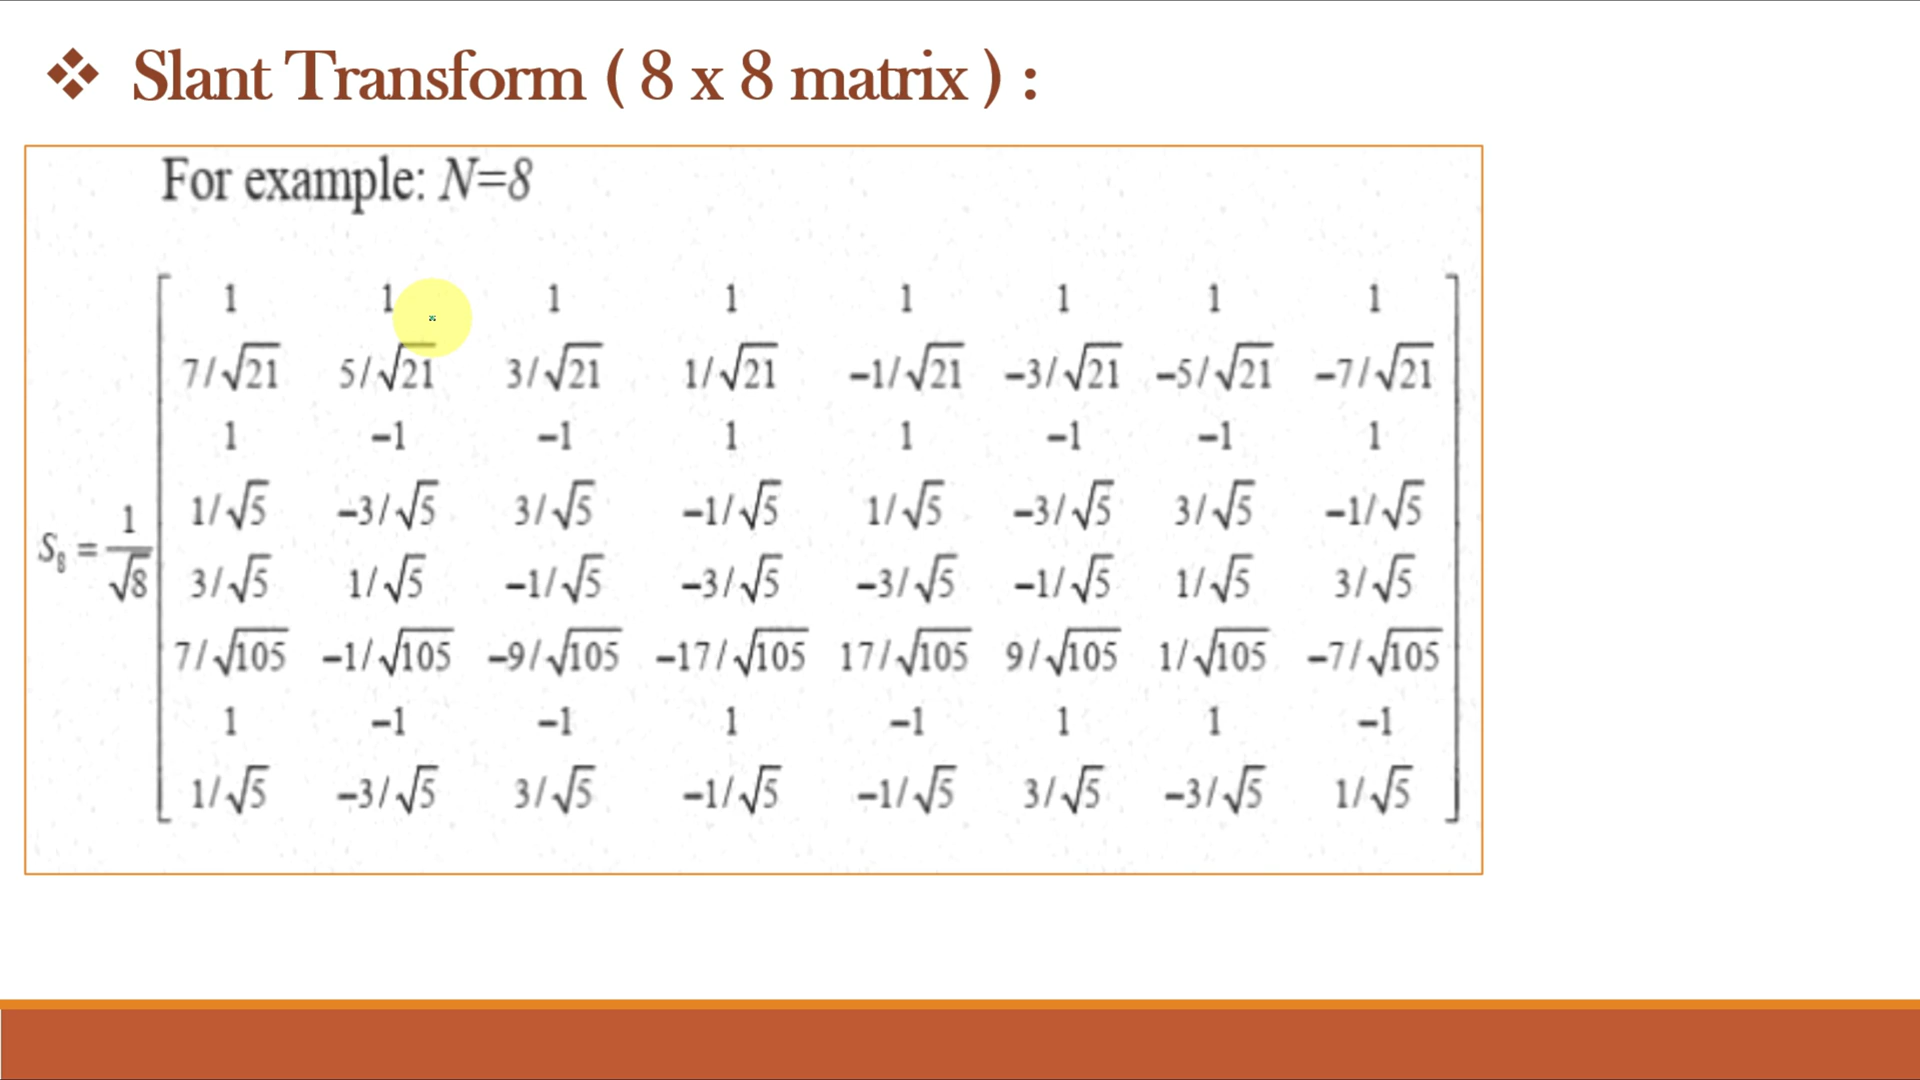 ❖ Slant Transform ( 8 x 8 matrix ) :
For example: N=8
1 1 1 1 1 1 1 1
7/√21 5/√21 3/√21 1/√21 −1/√21 −3/√21 −5/√21 −7/√21
1 −1 −1 1 1 −1 −1 1
1/√5 −3/√5 3/√5 −1/√5 1/√5 −3/√5 3/√5 −1/√5
S₈ = 1/√8
3/√5 1/√5 −1/√5 −3/√5 −3/√5 −1/√5 1/√5 3/√5
7/√105 −1/√105 −9/√105 −17/√105 17/√105 9/√105 1/√105 −7/√105
1 −1 −1 1 −1 1 1 −1
1/√5 −3/√5 3/√5 −1/√5 −1/√5 3/√5 −3/√5 1/√5